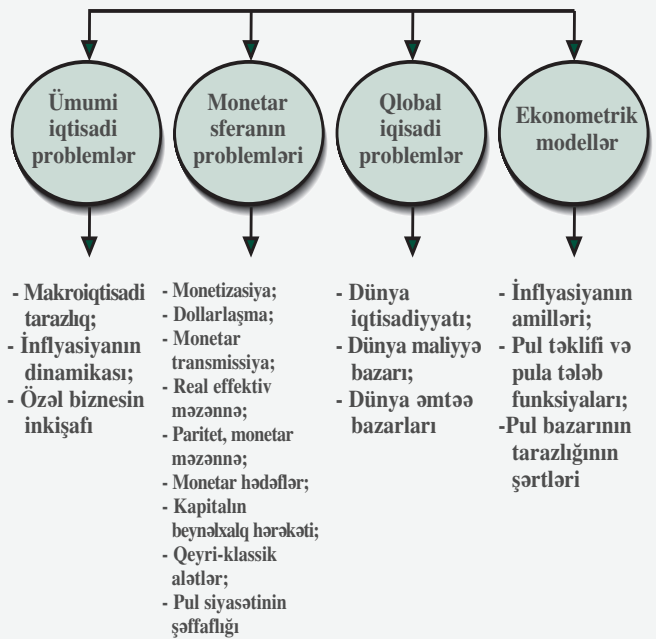 Ümumi
iqtisadi
problemlər
Monetar
sferanın
problemləri
Qlobal
iqisadi
problemlər
Ekonometrik
modellər
- Makroiqtisadi
tarazlıq;
- İnflyasiyanın
dinamikası;
- Özəl biznesin
inkişafı
- Monetizasiya;
- Dollarlaşma;
- Monetar
transmissiya;
- Real effektiv
məzənnə;
- Paritet, monetar
məzənnə;
- Monetar hədəflər;
- Kapitalın
beynəlxalq hərəkəti;
- Qeyri-klassik
alətlər;
- Pul siyasətinin
şəffaflığı
- Dünya
iqtisadiyyatı;
- Dünya maliyyə
bazarı;
- Dünya əmtəə
bazarları
- İnflyasiyanın
amilləri;
- Pul təklifi və
pula tələb
funksiyaları;
-Pul bazarının
tarazlığının
şərtləri